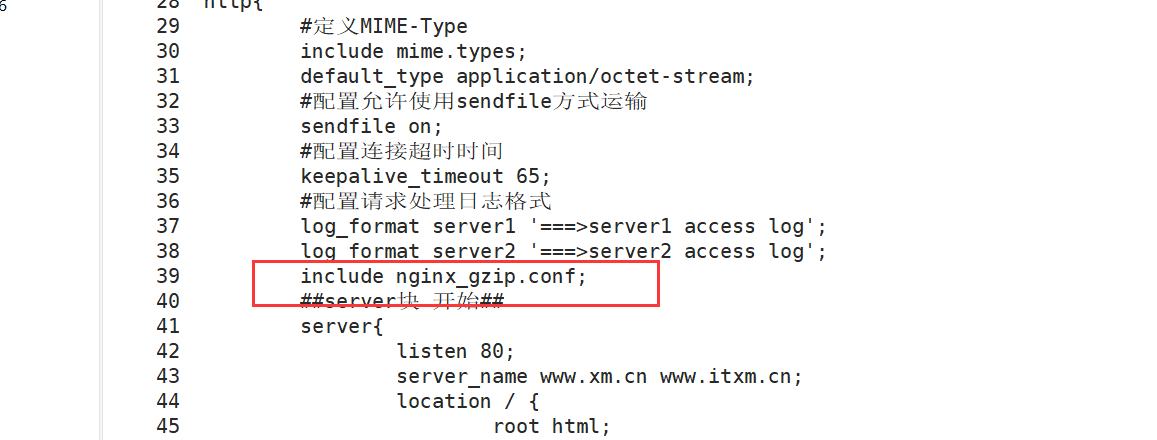 6
28 http{
29 #定义MIME-Type
30 include mime.types;
31 default_type application/octet-stream;
32 #配置允许使用sendfile方式运输
33 sendfile on;
34 #配置连接超时时间
35 keepalive_timeout 65;
36 #配置请求处理日志格式
37 log_format server1 '===>server1 access log';
38 log_format server2 '===>server2 access log';
39 include nginx_gzip.conf;
40 ##server块 开始##
41 server{
42 listen 80;
43 server_name www.xm.cn www.itxm.cn;
44 location / {
45 root html;